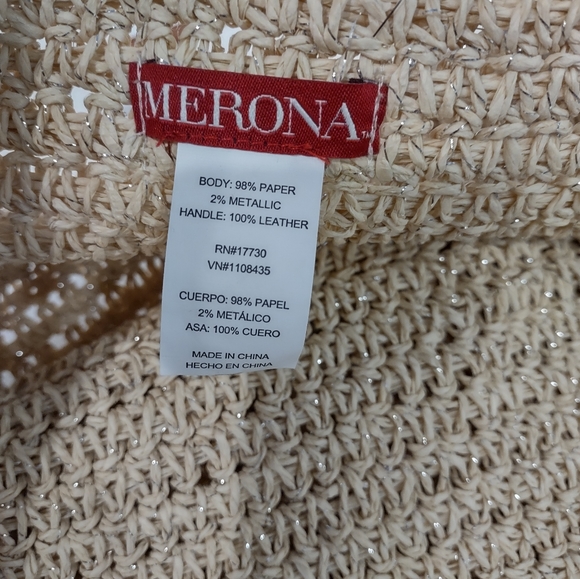 MERONA
BODY: 98% PAPER
2% METALLIC
HANDLE: 100% LEATHER
RN#17730
VN#1108435
CUERPO: 98% PAPEL
2% METÁLICO
ASA: 100% CUERO
MADE IN CHINA
HECHO EN CHINA